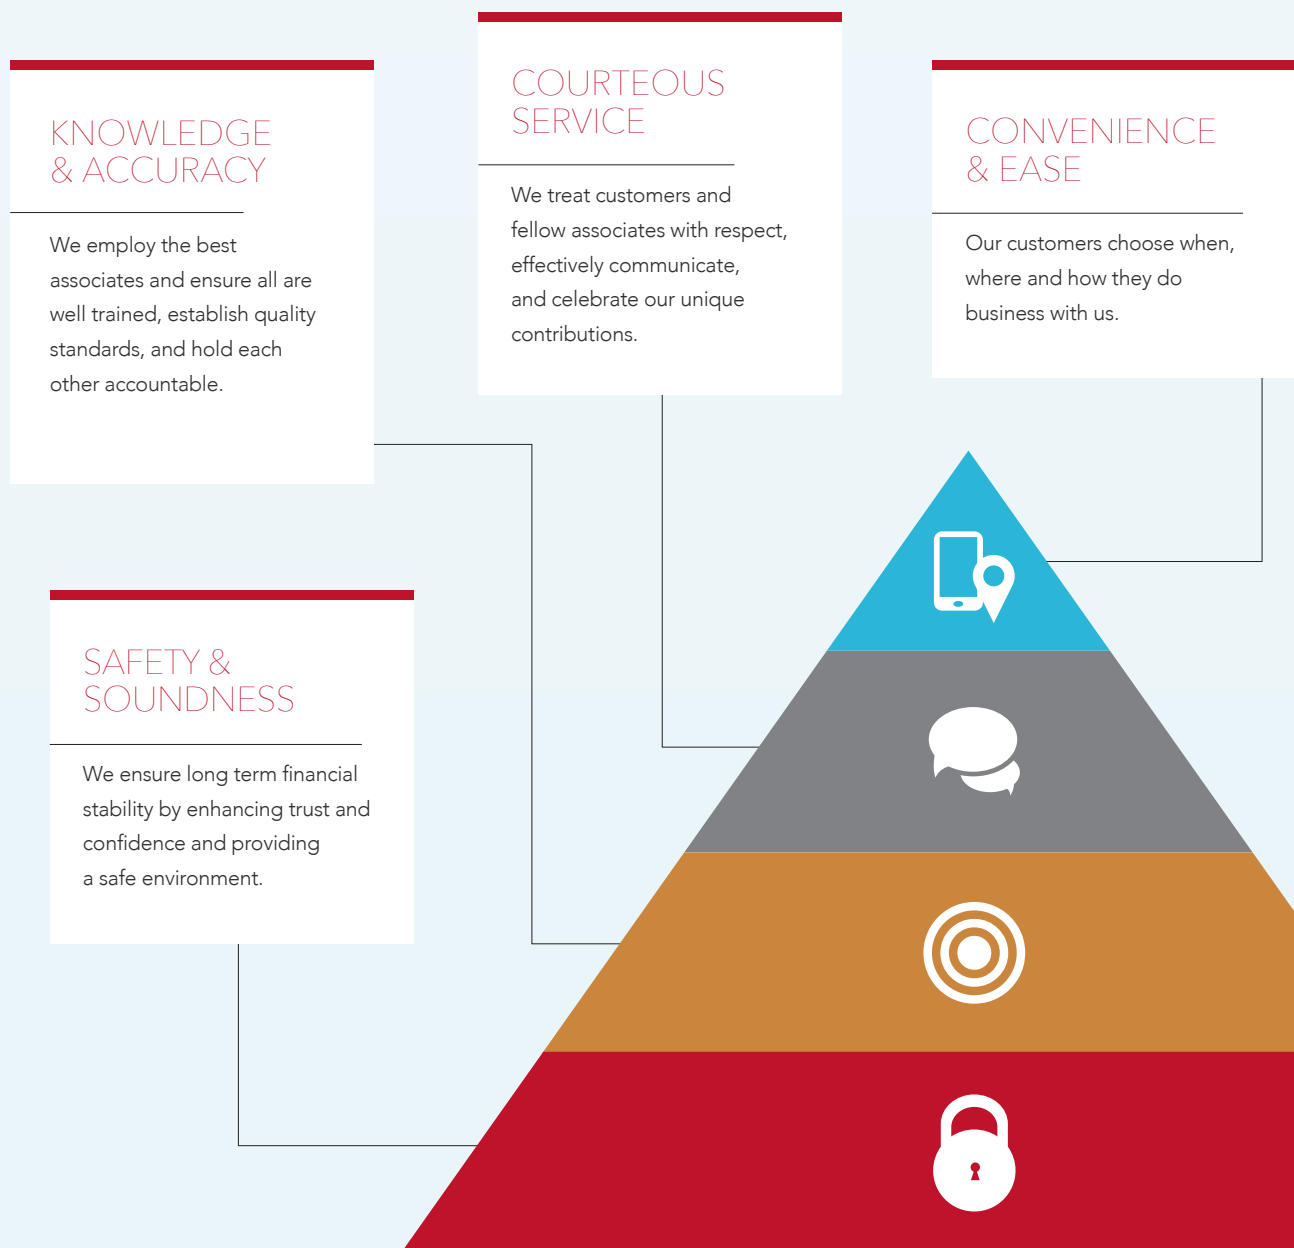 KNOWLEDGE
& ACCURACY
We employ the best
associates and ensure all are
well trained, establish quality
standards, and hold each
other accountable.
COURTEOUS
SERVICE
We treat customers and
fellow associates with respect,
effectively communicate,
and celebrate our unique
contributions.
CONVENIENCE
& EASE
Our customers choose when,
where and how they do
business with us.
SAFETY &
SOUNDNESS
We ensure long term financial
stability by enhancing trust and
confidence and providing
a safe environment.